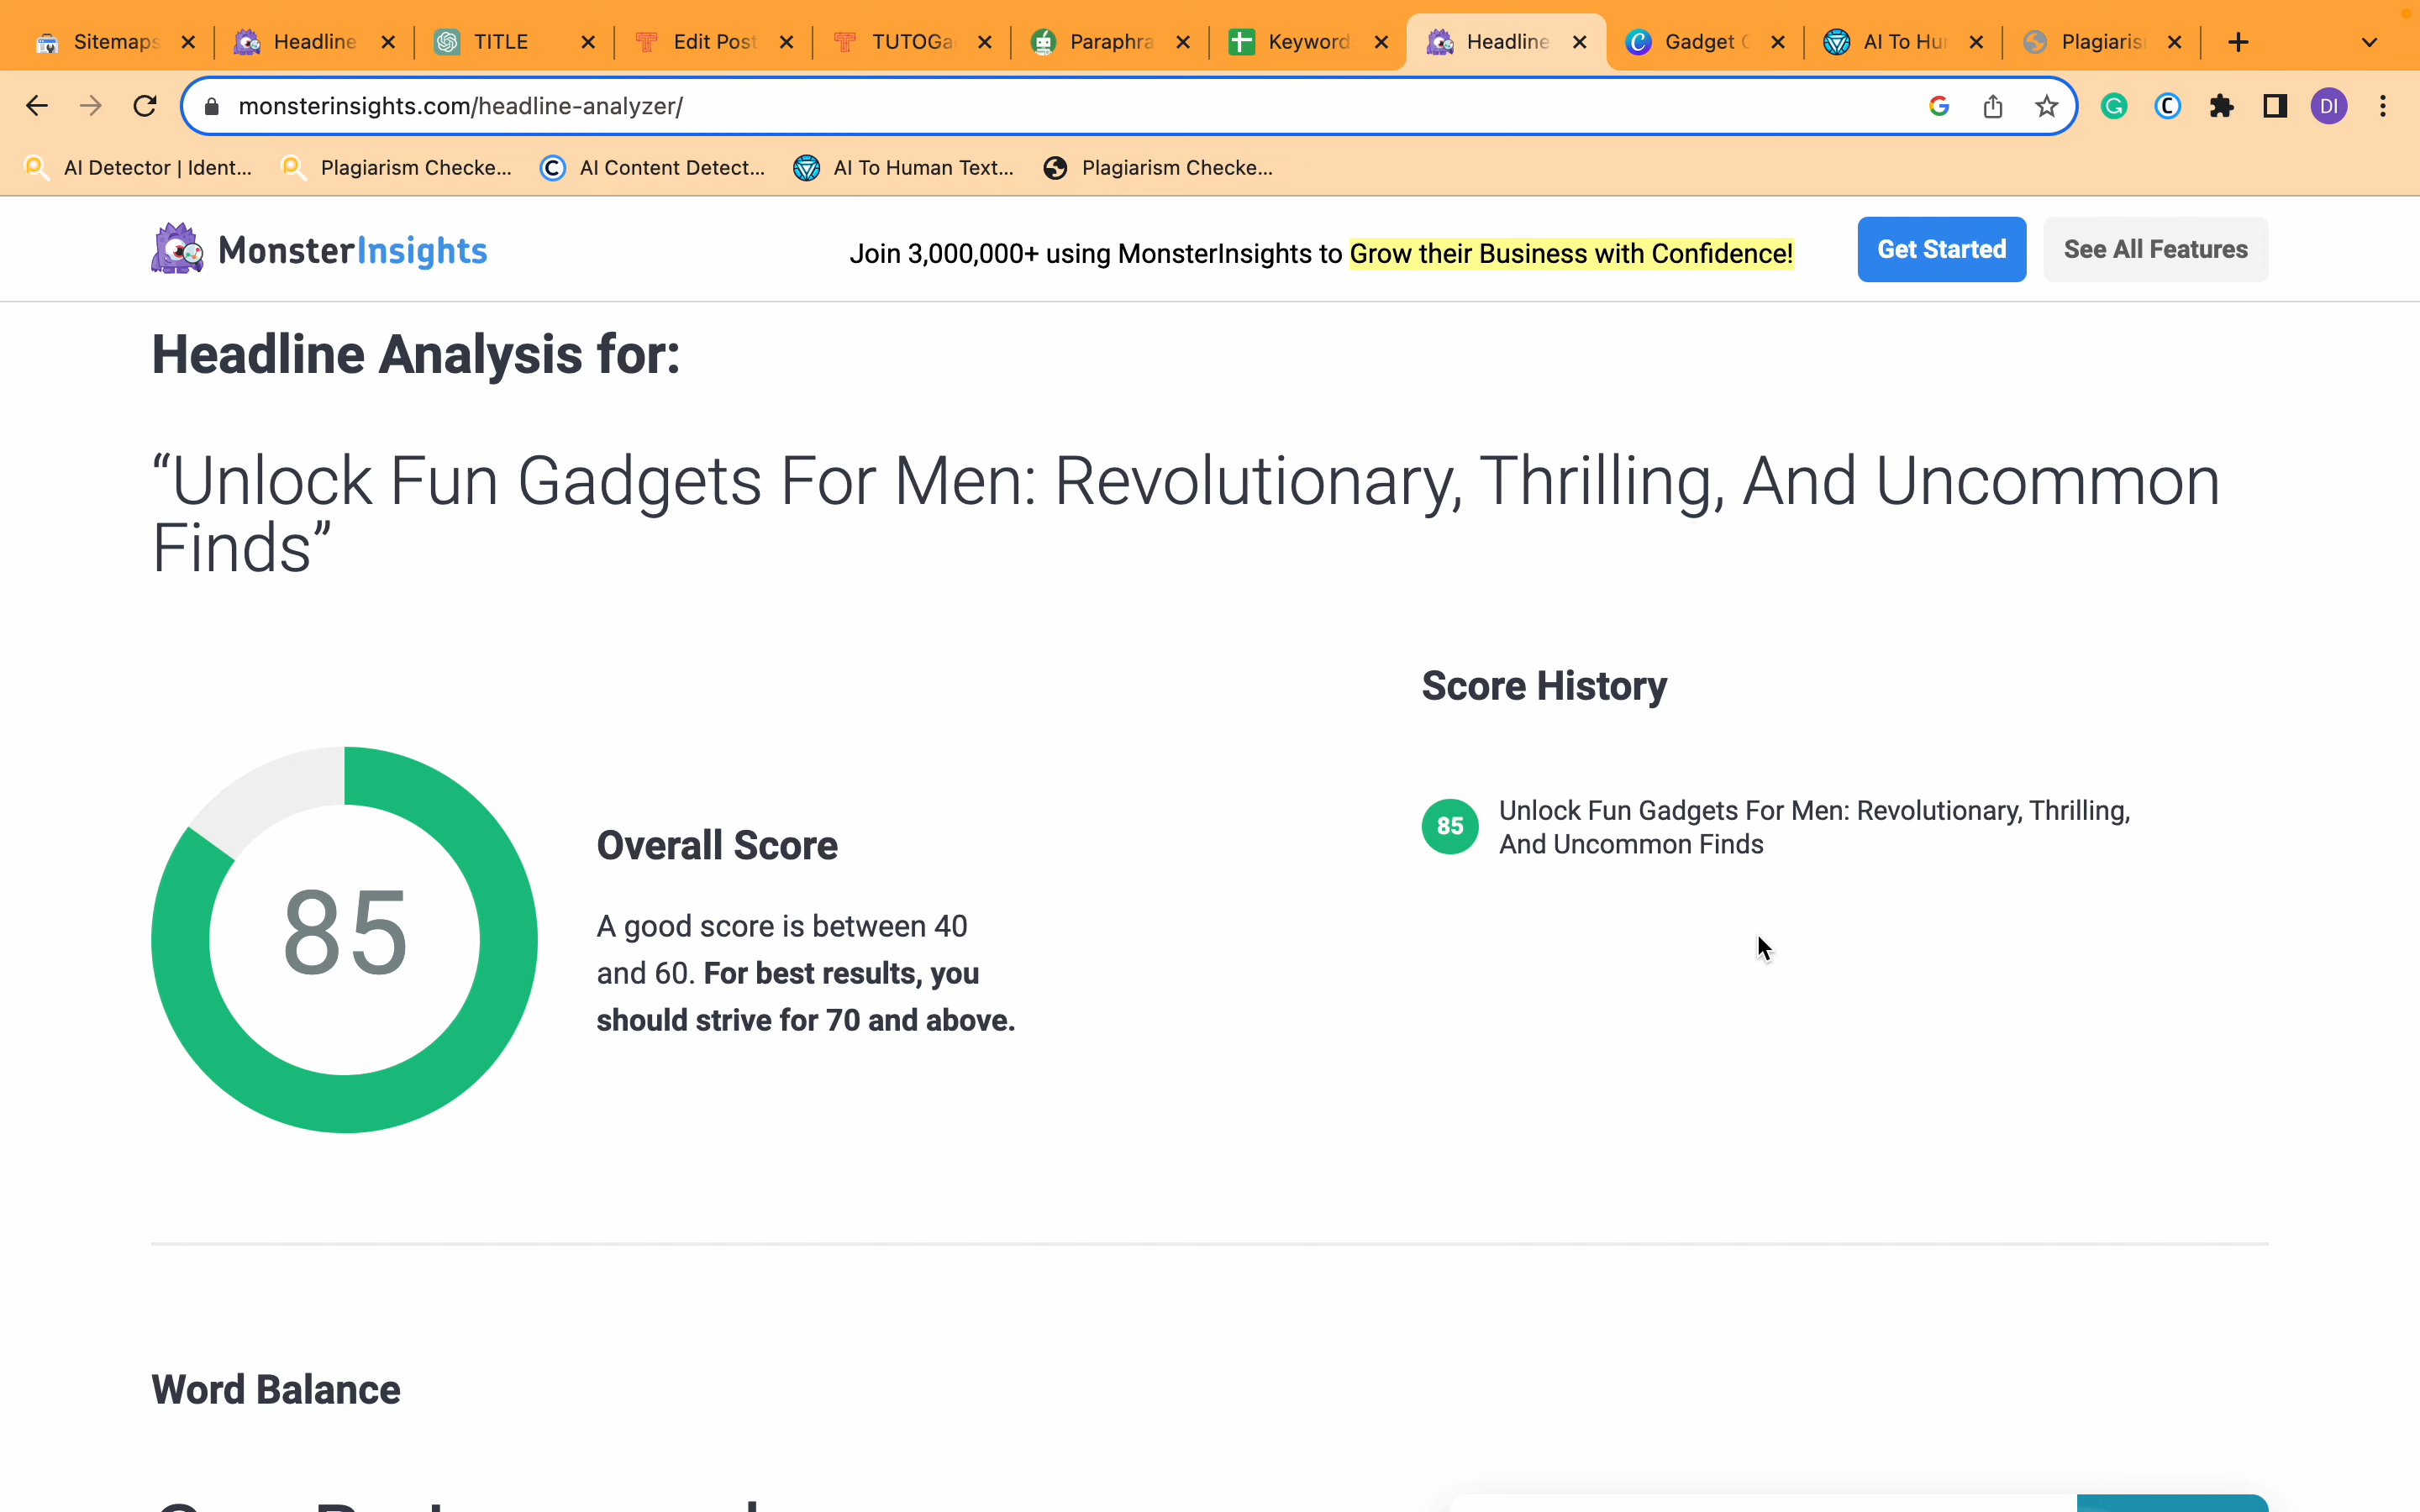 Sitemaps
Headline
TITLE
Edit Post
TUTOGa
Paraphra
Keyword
Headline
Gadget
AI To Hu
Plagiaris
monsterinsights.com/headline-analyzer/
DI
AI Detector | Ident...
Plagiarism Checke...
AI Content Detect...
AI To Human Text...
Plagiarism Checke...
MonsterInsights
Join 3,000,000+ using MonsterInsights to Grow their Business with Confidence!
Get Started
See All Features
Headline Analysis for:
“Unlock Fun Gadgets For Men: Revolutionary, Thrilling, And Uncommon
Finds”
Score History
85
Unlock Fun Gadgets For Men: Revolutionary, Thrilling,
And Uncommon Finds
85
Overall Score
A good score is between 40
and 60. For best results, you
should strive for 70 and above.
Word Balance